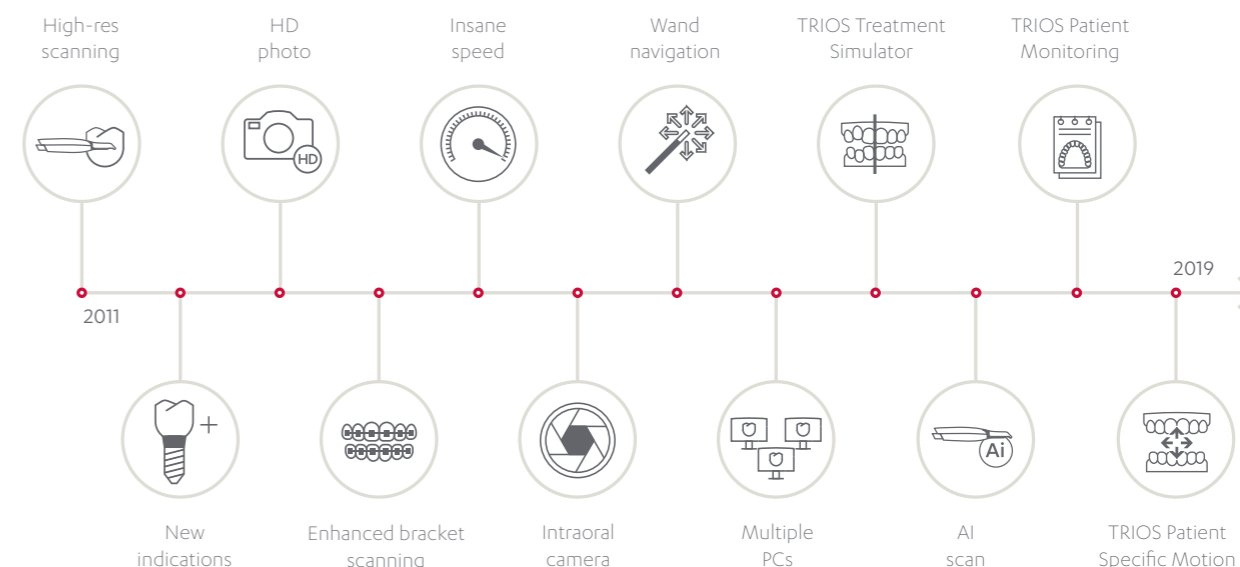 High-res
scanning
HD
photo
Insane
speed
Wand
navigation
TRIOS Treatment
Simulator
TRIOS Patient
Monitoring
HD
2019
2011
+
Ai
New
indications
Enhanced bracket
scanning
Intraoral
camera
Multiple
PCs
AI
scan
TRIOS Patient
Specific Motion